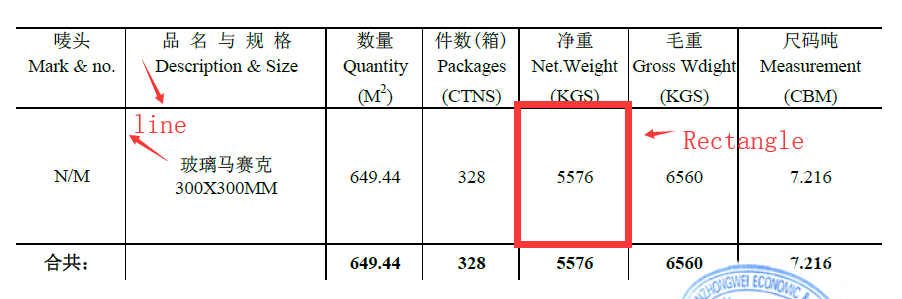 唛头 品 名 与 规 格 数量 件数(箱) 净重 毛重 尺码吨
Mark & no. Description & Size Quantity Packages Net.Weight Gross Wdight Measurement
(M²) (CTNS) (KGS) (KGS) (CBM)
line
Rectangle
玻璃马赛克
N/M 300X300MM 649.44 328 5576 6560 7.216
合共: 649.44 328 5576 6560 7.216
ZHONGWEI ECONOMIC &